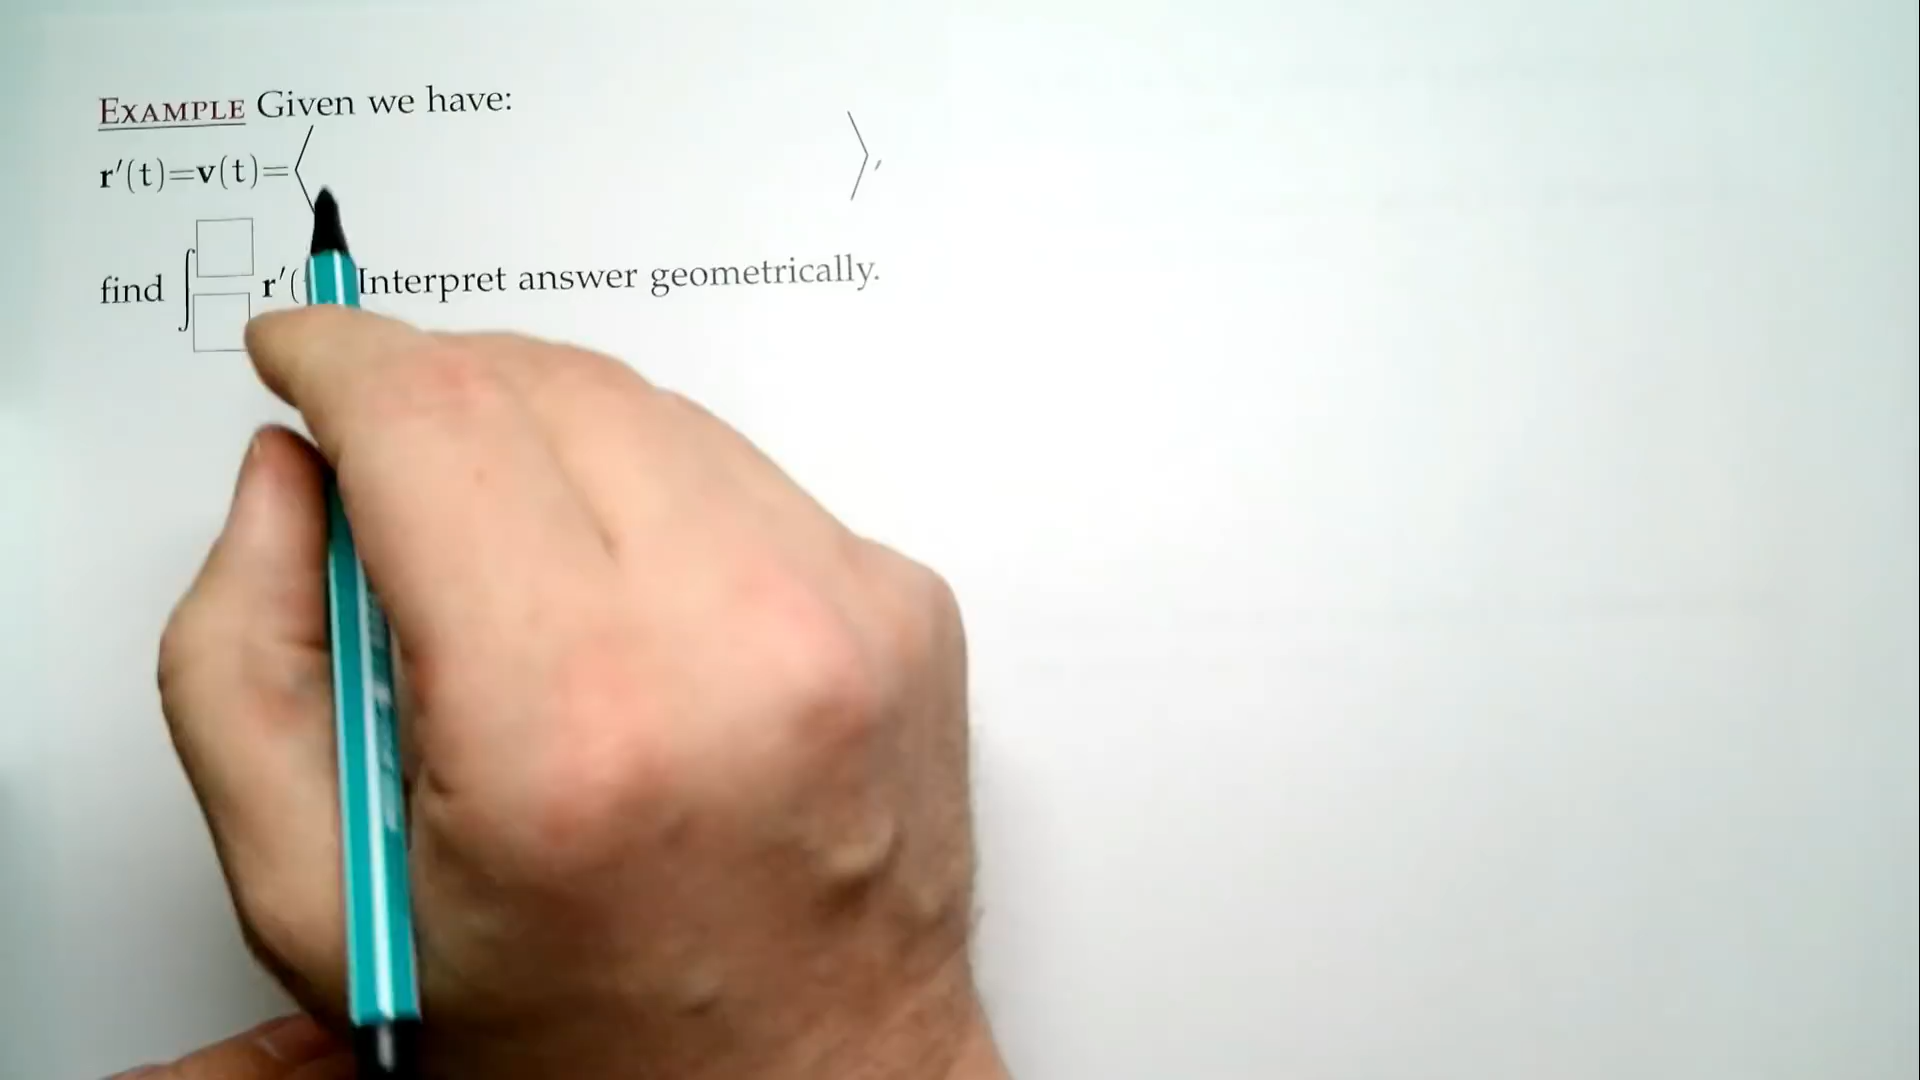 EXAMPLE Given we have:
r′(t)=v(t)=⟨ ⟩,
find ∫ r′( Interpret answer geometrically.